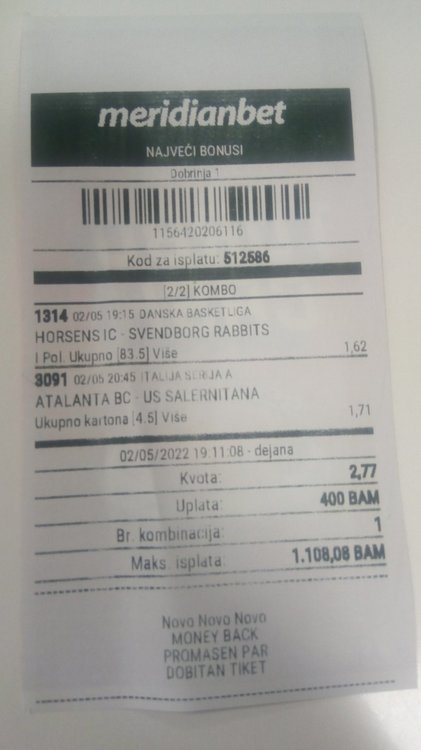 meridianbet
NAJVEĆI BONUSI
Dobrinja 1
1156420206116
Kod za isplatu: 512586
[2/2] KOMBO
1314 02/05 19:15 DANSKA BASKETLIGA
HORSENS IC - SVENDBORG RABBITS
I Pol. Ukupno [83.5] Više 1,62
3091 02/05 20:45 ITALIJA SERIJA A
ATALANTA BC - US SALERNITANA
Ukupno kartona [4.5] Više 1,71
02/05/2022 19:11:08 - dejana
Kvota: 2,77
Uplata: 400 BAM
Br. kombinacija: 1
Maks. isplata: 1.108,08 BAM
Novo Novo Novo
MONEY BACK
PROMASEN PAR
DOBITAN TIKET